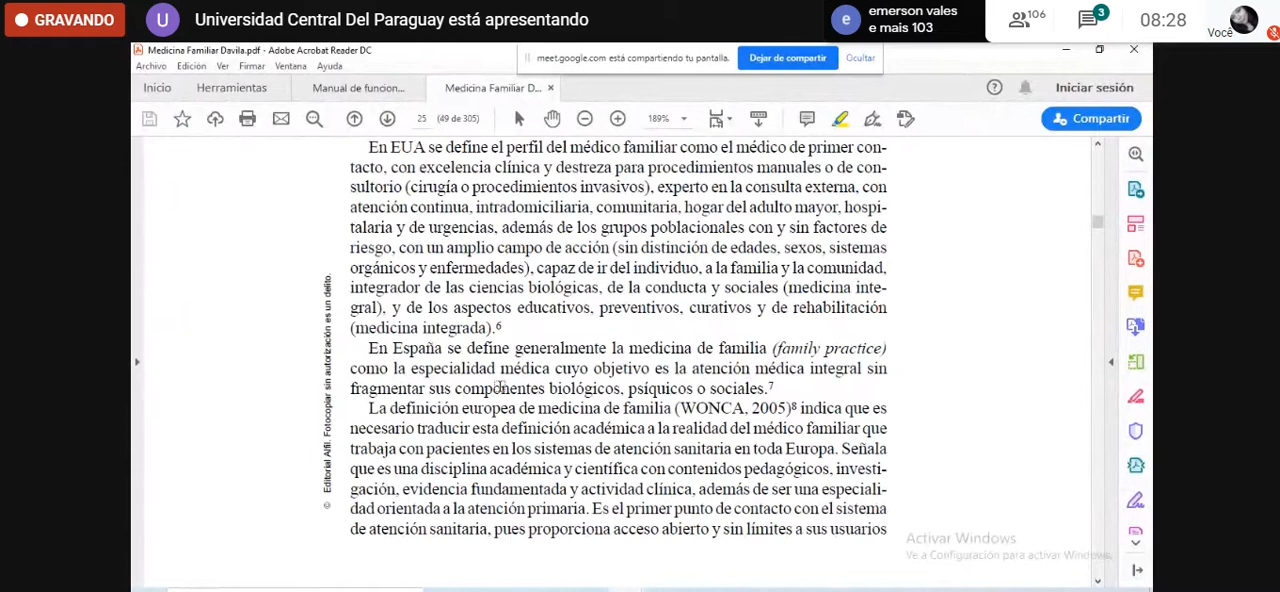 GRAVANDO
U
Universidad Central Del Paraguay está apresentando
e
emerson vales
e mais 103
106
3
08:28
Você
Medicina Familiar Davila.pdf - Adobe Acrobat Reader DC
meet.google.com está compartiendo tu pantalla.
Dejar de compartir
Ocultar
Archivo Edición Ver Firmar Ventana Ayuda
Inicio
Herramientas
Manual de funcion...
Medicina Familiar D... ×
Iniciar sesión
25 (49 de 305)
189%
Compartir
En EUA se define el perfil del médico familiar como el médico de primer con-
tacto, con excelencia clínica y destreza para procedimientos manuales o de con-
sultorio (cirugía o procedimientos invasivos), experto en la consulta externa, con
atención continua, intradomiciliaria, comunitaria, hogar del adulto mayor, hospi-
talaria y de urgencias, además de los grupos poblacionales con y sin factores de
riesgo, con un amplio campo de acción (sin distinción de edades, sexos, sistemas
orgánicos y enfermedades), capaz de ir del individuo, a la familia y la comunidad,
integrador de las ciencias biológicas, de la conducta y sociales (medicina inte-
gral), y de los aspectos educativos, preventivos, curativos y de rehabilitación
(medicina integrada).6
En España se define generalmente la medicina de familia (family practice)
como la especialidad médica cuyo objetivo es la atención médica integral sin
fragmentar sus componentes biológicos, psíquicos o sociales.7
La definición europea de medicina de familia (WONCA, 2005)8 indica que es
necesario traducir esta definición académica a la realidad del médico familiar que
trabaja con pacientes en los sistemas de atención sanitaria en toda Europa. Señala
que es una disciplina académica y científica con contenidos pedagógicos, investi-
gación, evidencia fundamentada y actividad clínica, además de ser una especiali-
dad orientada a la atención primaria. Es el primer punto de contacto con el sistema
de atención sanitaria, pues proporciona acceso abierto y sin límites a sus usuarios
© Editorial Alfil. Fotocopiar sin autorización es un delito.
Activar Windows
Ve a Configuración para activar Windows.